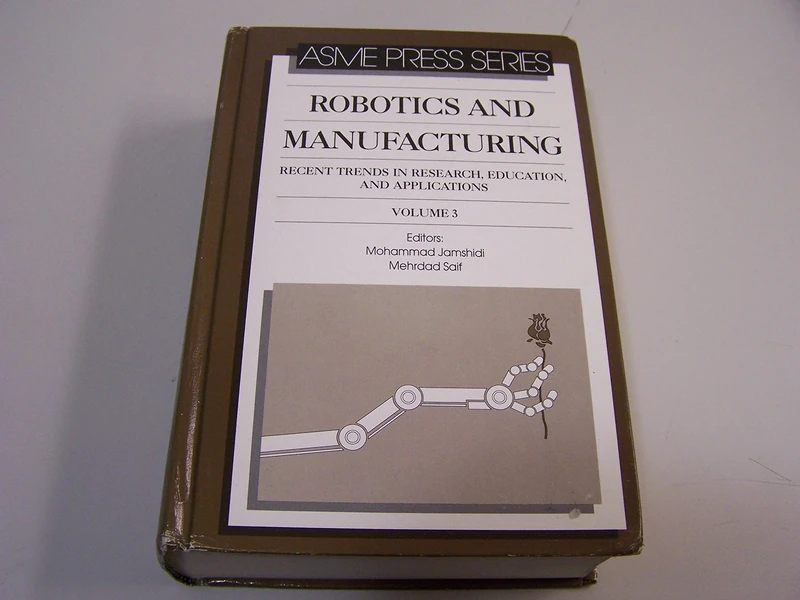 ASME PRESS SERIES
ROBOTICS AND
MANUFACTURING
RECENT TRENDS IN RESEARCH, EDUCATION,
AND APPLICATIONS
VOLUME 3
Editors:
Mohammad Jamshidi
Mehrdad Saif